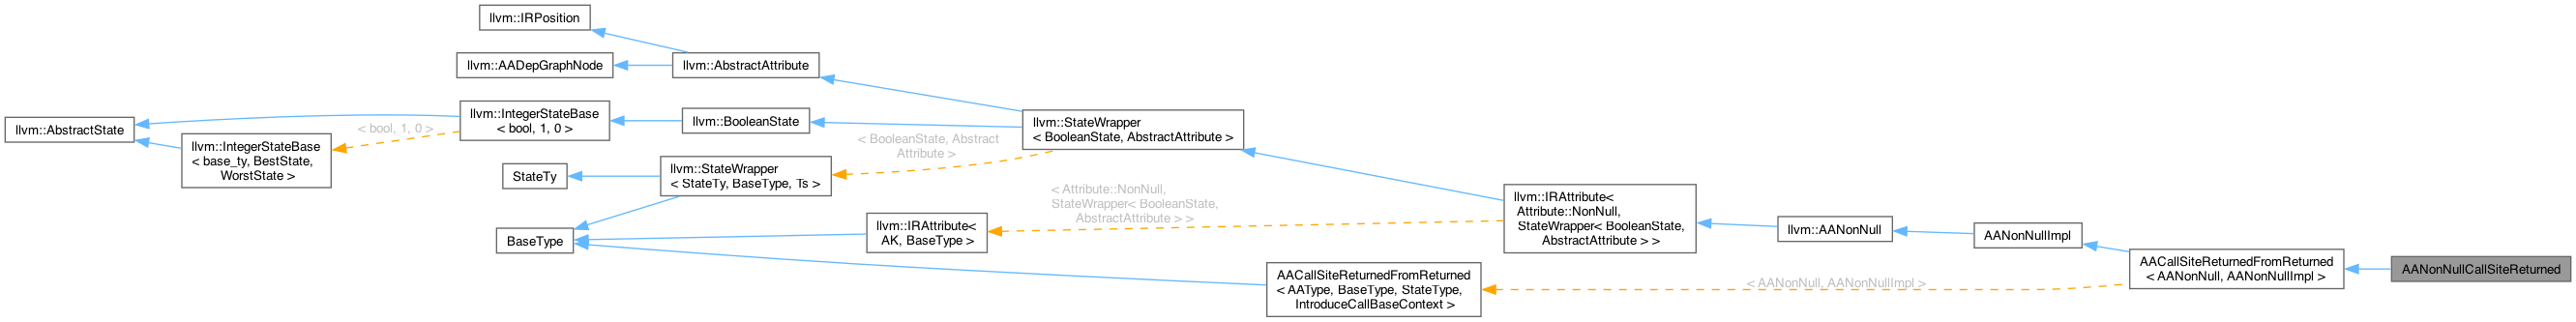 llvm::IRPosition
llvm::AADepGraphNode
llvm::AbstractAttribute
llvm::AbstractState
llvm::IntegerStateBase
< base_ty, BestState,
WorstState >
< bool, 1, 0 >
llvm::IntegerStateBase
< bool, 1, 0 >
llvm::BooleanState
StateTy
BaseType
llvm::StateWrapper
< StateTy, BaseType, Ts >
< BooleanState, Abstract
Attribute >
llvm::StateWrapper
< BooleanState, AbstractAttribute >
llvm::IRAttribute<
AK, BaseType >
< Attribute::NonNull,
StateWrapper< BooleanState,
AbstractAttribute > >
AACallSiteReturnedFromReturned
< AAType, BaseType, StateType,
IntroduceCallBaseContext >
llvm::IRAttribute<
Attribute::NonNull,
StateWrapper< BooleanState,
AbstractAttribute > >
llvm::AANonNull
AANonNullImpl
< AANonNull, AANonNullImpl >
AACallSiteReturnedFromReturned
< AANonNull, AANonNullImpl >
AANonNullCallSiteReturned